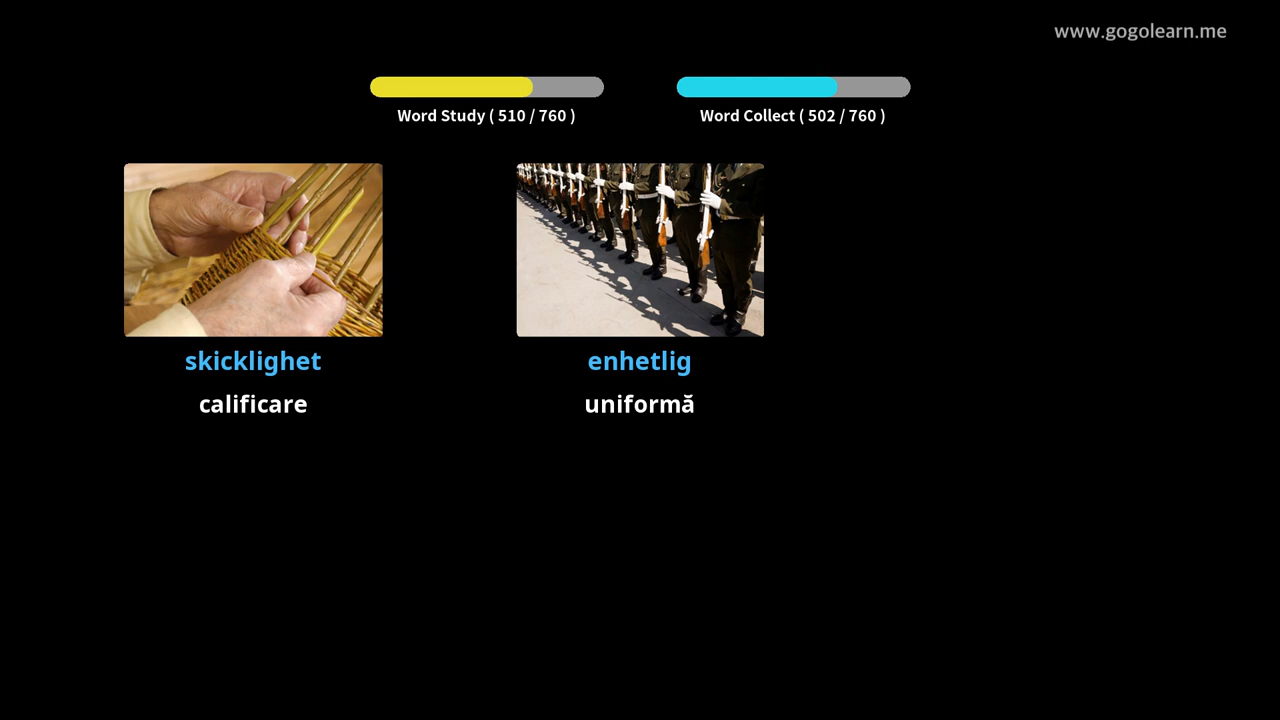 www.gogolearn.me
Word Study ( 510 / 760 )
Word Collect ( 502 / 760 )
skicklighet
enhetlig
calificare
uniformă